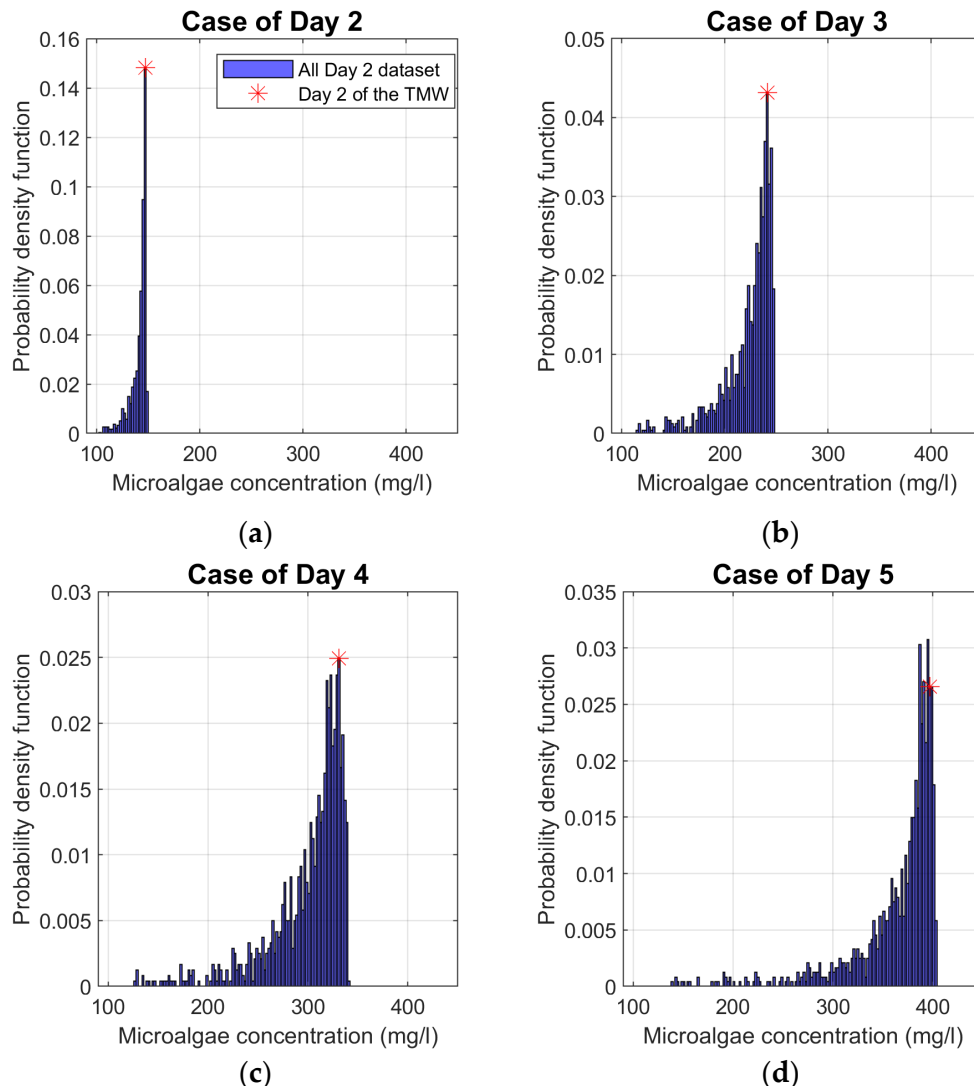 Case of Day 2
Probability density function
0.16
0.14
0.12
0.1
0.08
0.06
0.04
0.02
0
All Day 2 dataset
Day 2 of the TMW
100 200 300 400
Microalgae concentration (mg/l)
(a)
Case of Day 3
Probability density function
0.05
0.04
0.03
0.02
0.01
0
100 200 300 400
Microalgae concentration (mg/l)
(b)
Case of Day 4
Probability density function
0.03
0.025
0.02
0.015
0.01
0.005
0
100 200 300 400
Microalgae concentration (mg/l)
(c)
Case of Day 5
Probability density function
0.035
0.03
0.025
0.02
0.015
0.01
0.005
0
100 200 300 400
Microalgae concentration (mg/l)
(d)